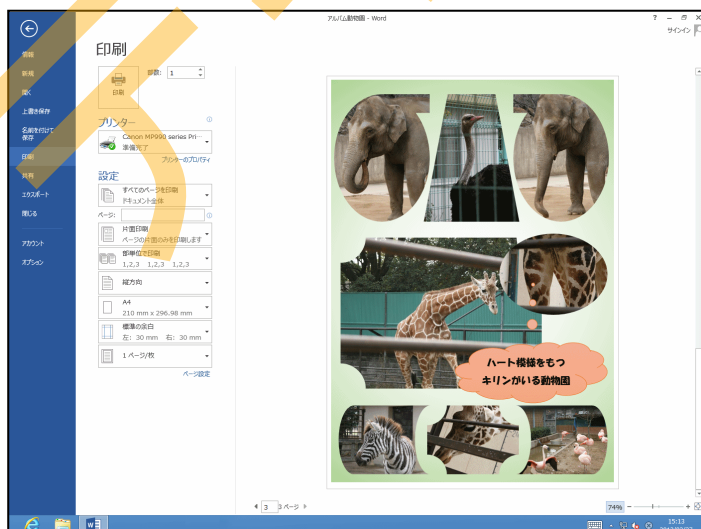 アルバム動物園 - Word
サインイン
情報
新規
開く
上書き保存
名前を付けて
保存
印刷
共有
エクスポート
閉じる
アカウント
オプション
印刷
部数: 1
印刷
プリンター
Canon MP990 series Pri…
準備完了
プリンターのプロパティ
設定
すべてのページを印刷
ドキュメント全体
ページ:
片面印刷
ページの片面のみを印刷します
部単位で印刷
1,2,3 1,2,3 1,2,3
縦方向
A4
210 mm x 296.98 mm
標準の余白
左: 30 mm 右: 30 mm
1 ページ/枚
ページ設定
ハート模様をもつ
キリンがいる動物園
3 /3 ページ
74%
15:13